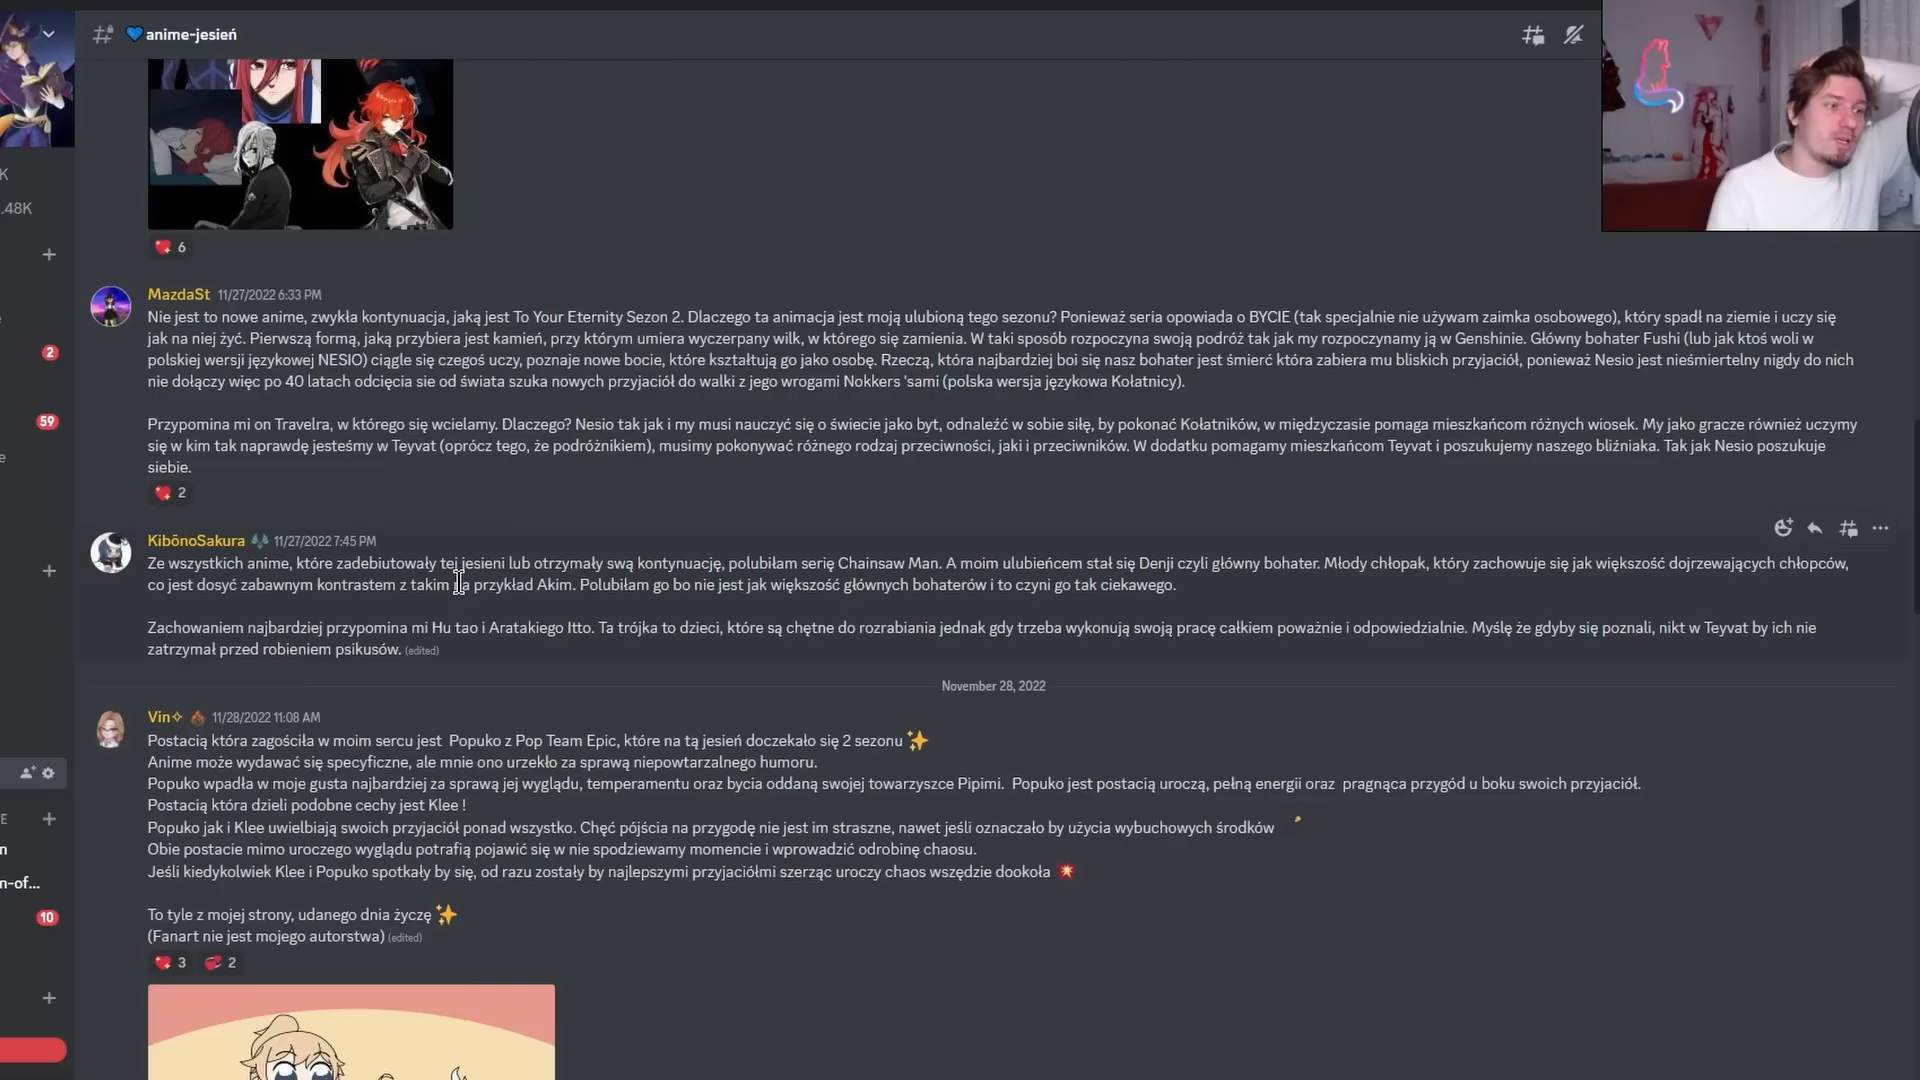 anime-jesień
K
.48K
6
MazdaSt 11/27/2022 6:33 PM
Nie jest to nowe anime, zwykła kontynuacja, jaką jest To Your Eternity Sezon 2. Dlaczego ta animacja jest moją ulubioną tego sezonu? Ponieważ seria opowiada o BYCIE (tak specjalnie nie używam zaimka osobowego), który spadł na ziemie i uczy się
jak na niej żyć. Pierwszą formą, jaką przybiera jest kamień, przy którym umiera wyczerpany wilk, w którego się zamienia. W taki sposób rozpoczyna swoją podróż tak jak my rozpoczynamy ją w Genshinie. Główny bohater Fushi (lub jak ktoś woli w
polskiej wersji językowej NESIO) ciągle się czegoś uczy, poznaje nowe bocie, które kształtują go jako osobę. Rzeczą, która najbardziej boi się nasz bohater jest śmierć która zabiera mu bliskich przyjaciół, ponieważ Nesio jest nieśmiertelny nigdy do nich
nie dołączy więc po 40 latach odcięcia sie od świata szuka nowych przyjaciół do walki z jego wrogami Nokkers 'sami (polska wersja językowa Kołatnicy).
Przypomina mi on Travelra, w którego się wcielamy. Dlaczego? Nesio tak jak i my musi nauczyć się o świecie jako byt, odnaleźć w sobie siłę, by pokonać Kołatników, w międzyczasie pomaga mieszkańcom różnych wiosek. My jako gracze również uczymy
się w kim tak naprawdę jesteśmy w Teyvat (oprócz tego, że podróżnikiem), musimy pokonywać różnego rodzaj przeciwności, jaki i przeciwników. W dodatku pomagamy mieszkańcom Teyvat i poszukujemy naszego bliźniaka. Tak jak Nesio poszukuje
siebie.
2
2
59
KibōnoSakura 11/27/2022 7:45 PM
Ze wszystkich anime, które zadebiutowały tej jesieni lub otrzymały swą kontynuację, polubiłam serię Chainsaw Man. A moim ulubieńcem stał się Denji czyli główny bohater. Młody chłopak, który zachowuje się jak większość dojrzewających chłopców,
co jest dosyć zabawnym kontrastem z takim na przykład Akim. Polubiłam go bo nie jest jak większość głównych bohaterów i to czyni go tak ciekawego.
Zachowaniem najbardziej przypomina mi Hu tao i Aratakiego Itto. Ta trójka to dzieci, które są chętne do rozrabiania jednak gdy trzeba wykonują swoją pracę całkiem poważnie i odpowiedzialnie. Myślę że gdyby się poznali, nikt w Teyvat by ich nie
zatrzymał przed robieniem psikusów. (edited)
November 28, 2022
Vin✧ 11/28/2022 11:08 AM
Postacią która zagościła w moim sercu jest Popuko z Pop Team Epic, które na tą jesień doczekało się 2 sezonu ✨
Anime może wydawać się specyficzne, ale mnie ono urzekło za sprawą niepowtarzalnego humoru.
Popuko wpadła w moje gusta najbardziej za sprawą jej wyglądu, temperamentu oraz bycia oddaną swojej towarzyszce Pipimi. Popuko jest postacią uroczą, pełną energii oraz pragnąca przygód u boku swoich przyjaciół.
Postacią która dzieli podobne cechy jest Klee !
Popuko jak i Klee uwielbiają swoich przyjaciół ponad wszystko. Chęć pójścia na przygodę nie jest im straszne, nawet jeśli oznaczało by użycia wybuchowych środków
Obie postacie mimo uroczego wyglądu potrafią pojawić się w nie spodziewamy momencie i wprowadzić odrobinę chaosu.
Jeśli kiedykolwiek Klee i Popuko spotkały by się, od razu zostały by najlepszymi przyjaciółmi szerząc uroczy chaos wszędzie dookoła 💥
To tyle z mojej strony, udanego dnia życzę ✨
(Fanart nie jest mojego autorstwa) (edited)
3 2
E
n
n-of...
10